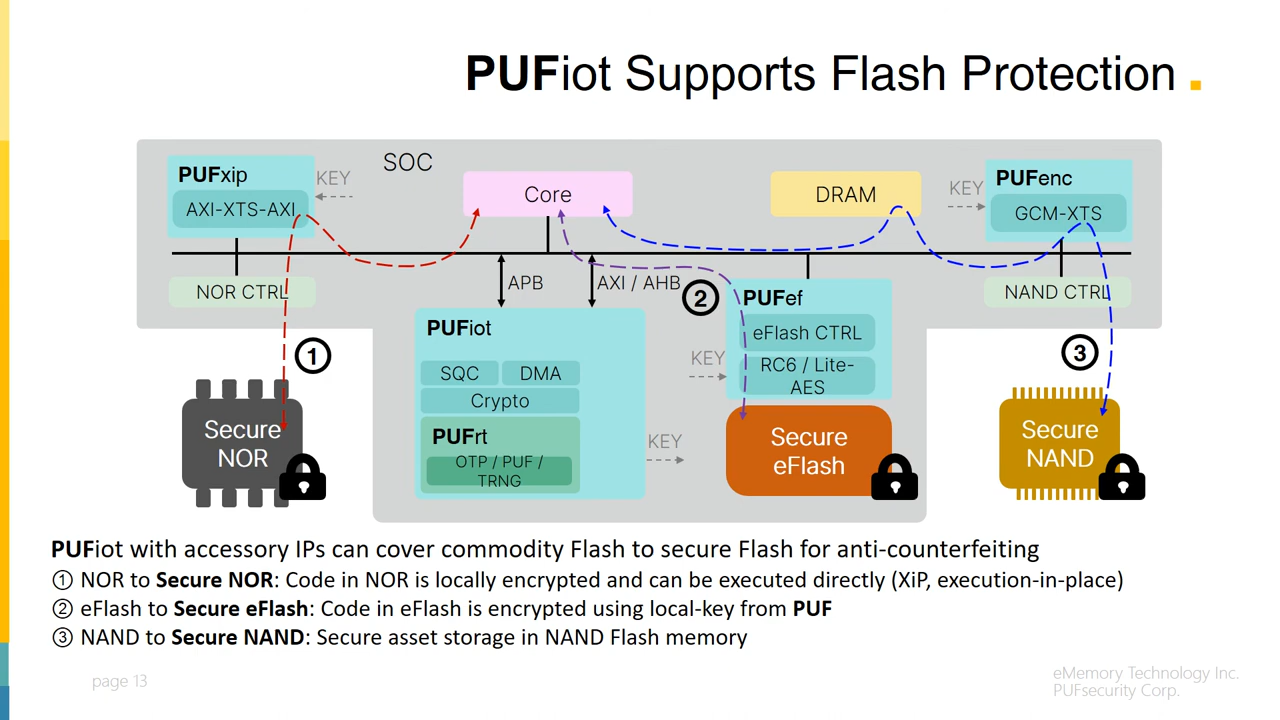 PUFiot Supports Flash Protection .
SOC
PUFxip
AXI-XTS-AXI
KEY
Core
DRAM
KEY
PUFenc
GCM-XTS
NOR CTRL
APB
AXI / AHB
2
PUFef
eFlash CTRL
RC6 / Lite-
AES
KEY
NAND CTRL
1
3
PUFiot
SQC
DMA
Crypto
PUFrt
OTP / PUF /
TRNG
KEY
Secure
NOR
Secure
eFlash
Secure
NAND
PUFiot with accessory IPs can cover commodity Flash to secure Flash for anti-counterfeiting
① NOR to Secure NOR: Code in NOR is locally encrypted and can be executed directly (XiP, execution-in-place)
② eFlash to Secure eFlash: Code in eFlash is encrypted using local-key from PUF
③ NAND to Secure NAND: Secure asset storage in NAND Flash memory
page 13
eMemory Technology Inc.
PUFsecurity Corp.